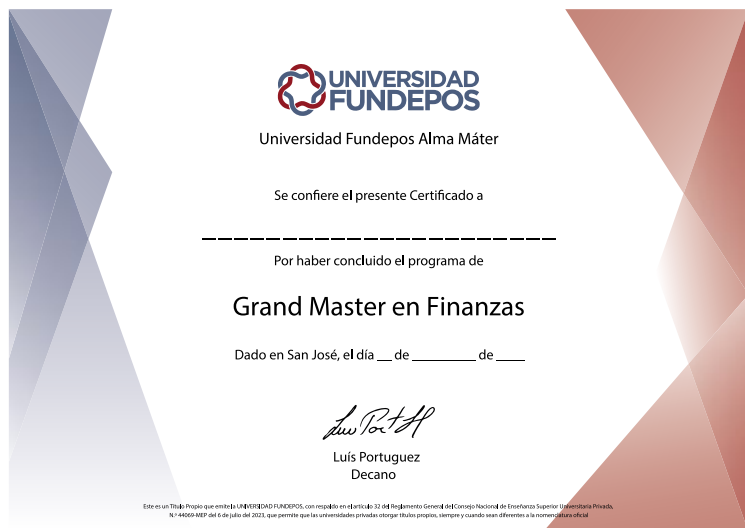 UNIVERSIDAD
FUNDEPOS
Universidad Fundepos Alma Máter
Se confiere el presente Certificado a
_______________________
Por haber concluido el programa de
Grand Master en Finanzas
Dado en San José, el día __ de ________ de ____
Luís Portuguez
Decano
Este es un Título Propio que emite la UNIVERSIDAD FUNDEPOS, con respaldo en el artículo 32 del Reglamento General del Consejo Nacional de Enseñanza Superior Universitaria Privada,
N.º 44069-MEP del 6 de julio del 2023, que permite que las universidades privadas otorgar títulos propios, siempre y cuando sean diferentes a la nomenclatura oficial